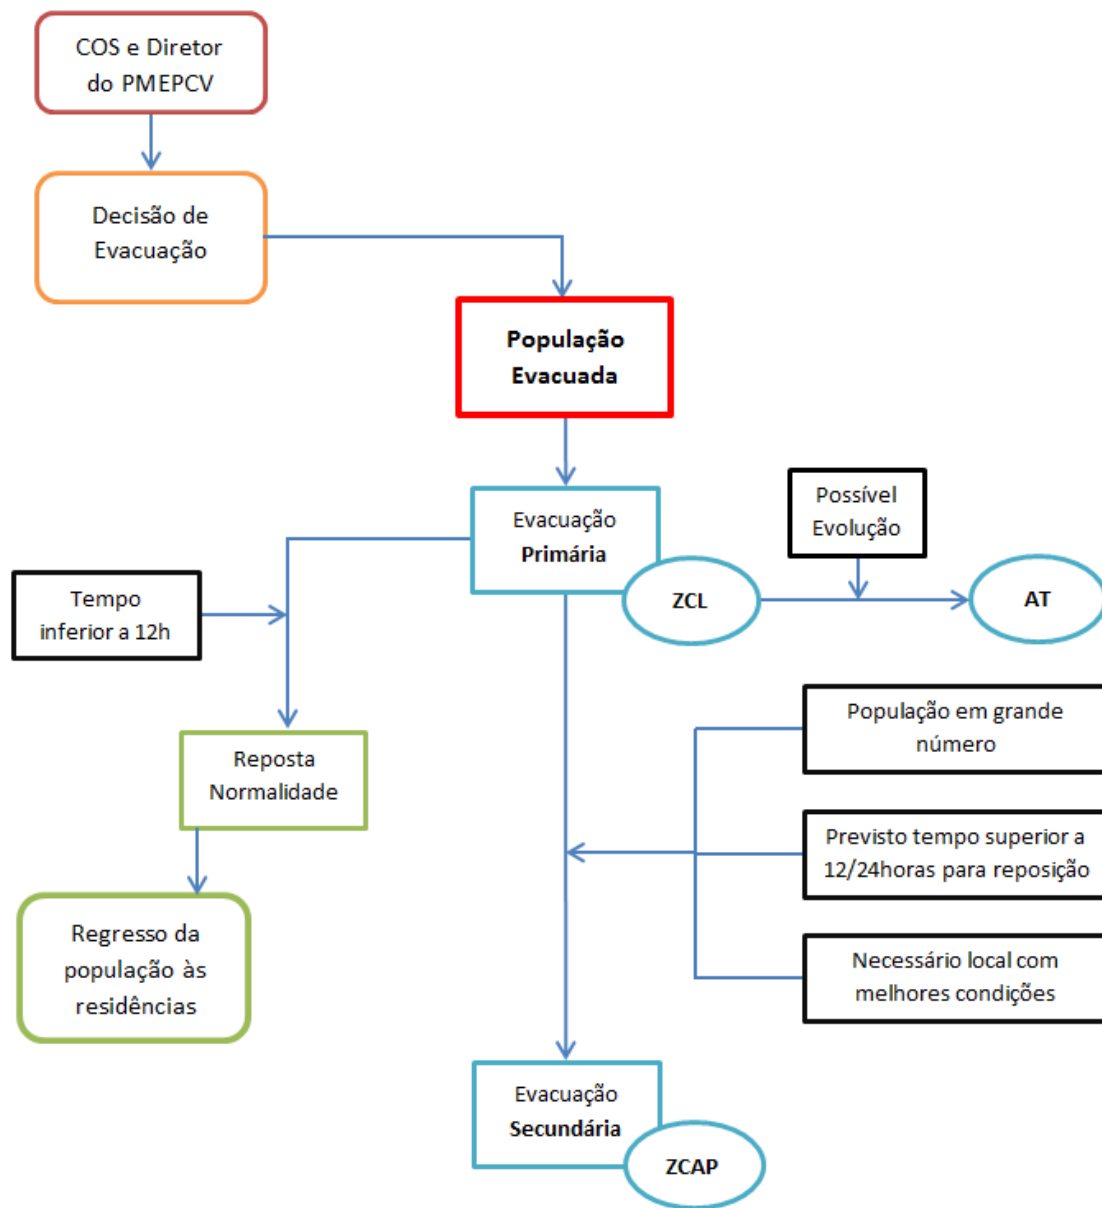 COS e Diretor
do PMEPCV
Decisão de
Evacuação
População
Evacuada
Evacuação
Primária
ZCL
Possível
Evolução
AT
Tempo
inferior a 12h
Reposta
Normalidade
Regresso da
população às
residências
População em grande
número
Previsto tempo superior a
12/24horas para reposição
Necessário local com
melhores condições
Evacuação
Secundária
ZCAP